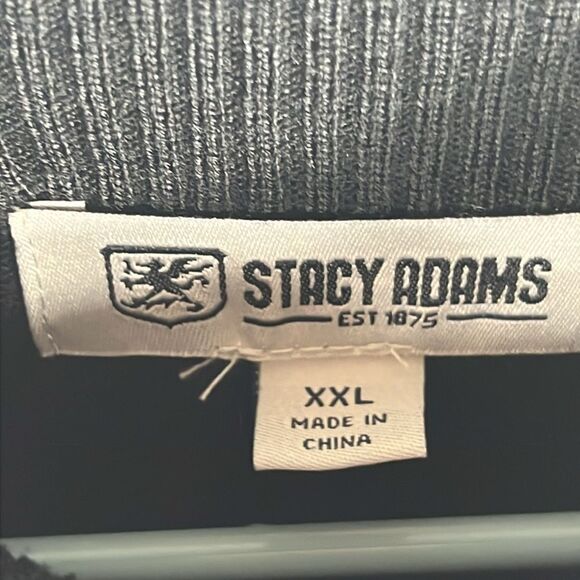 STACY ADAMS
EST 1875
XXL
MADE IN
CHINA